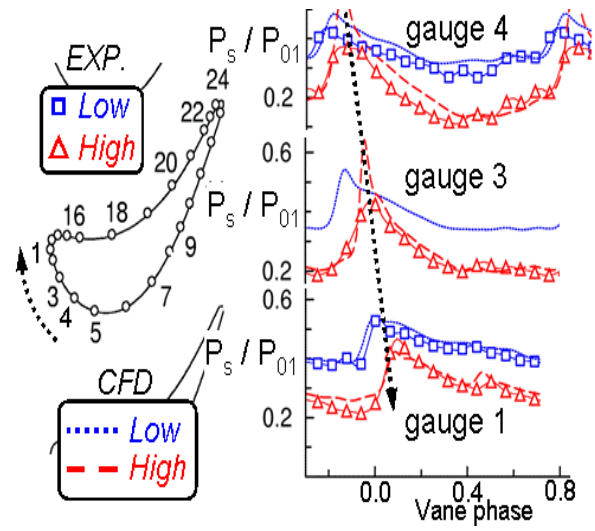 EXP.
Low
High
24
22
20
18
16
1
3
4
5
7
9
CFD
Low
High
Ps / P01
gauge 4
0.2
0.6
gauge 3
Ps / P01
0.2
0.6
Ps / P01
0.2
gauge 1
0.0 0.4 0.8
Vane phase